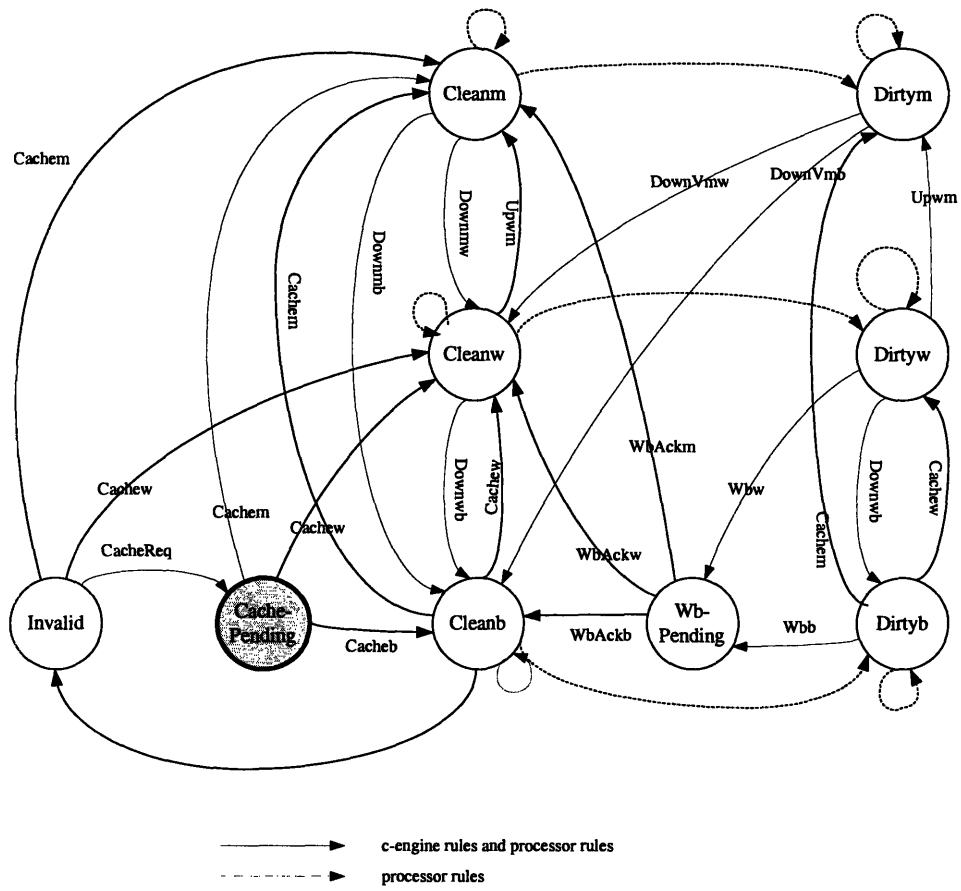 Cleanm
Dirtym
Cachem
DownVmw
DownVmb
Upwm
Downmw
Upwm
Downmb
Cachem
Cleanw
Dirtyw
WbAckm
Cachew
Downwb
Cachew
Wbw
Downwb
Cachew
Cachem
Cachew
Cachem
CacheReq
WbAckw
Invalid
Cache-
Pending
Cleanb
Wb-
Pending
Dirtyb
Cacheb
WbAckb
Wbb
c-engine rules and processor rules
processor rules